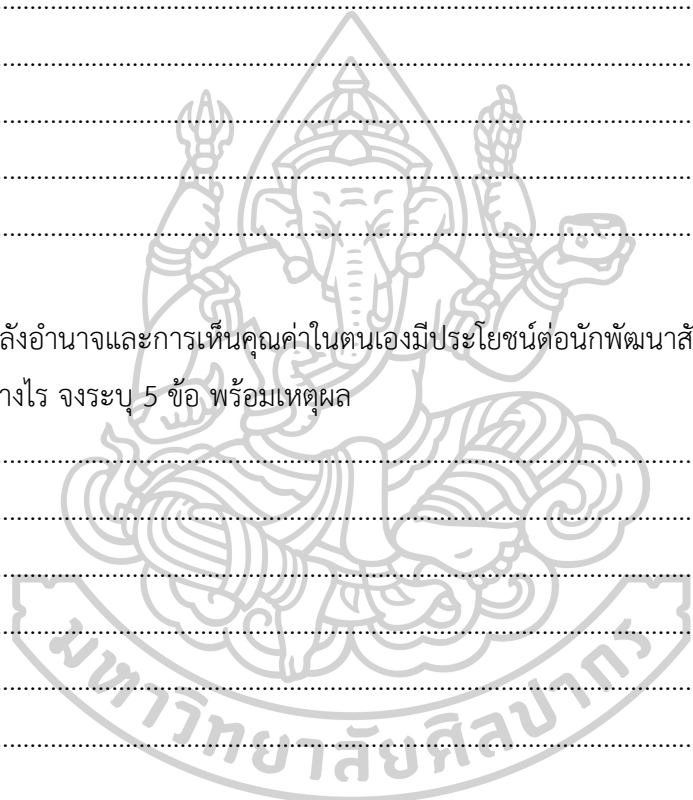 ลังอำนาจและการเห็นคุณค่าในตนเองมีประโยชน์ต่อนักพัฒนาสั
างไร จงระบุ 5 ข้อ พร้อมเหตุผล
มหาวิทยาลัยศิลปากร